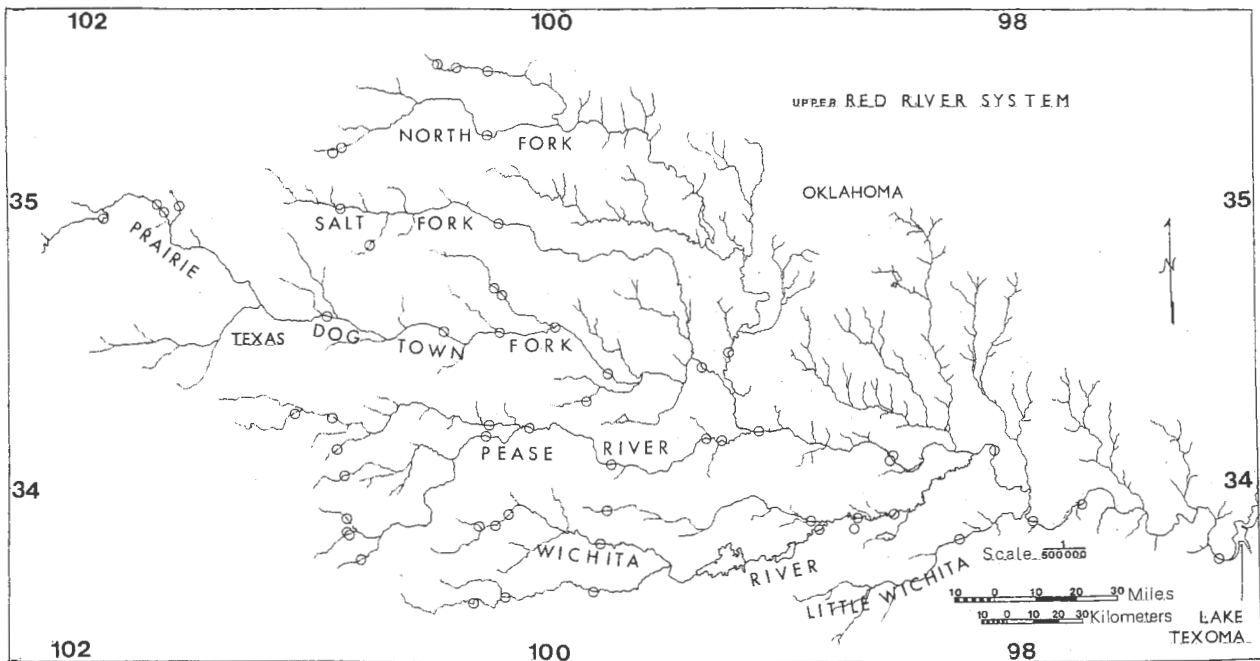 102 100 98
UPPER RED RIVER SYSTEM
NORTH FORK
OKLAHOMA
35 35
SALT FORK
PRAIRIE
N
TEXAS DOG TOWN FORK
PEASE RIVER
34 34
WICHITA RIVER
LITTLE WICHITA
Scale 1/500000
10 0 10 20 30 Miles
10 0 10 20 30 Kilometers
LAKE
TEXOMA
102 100 98